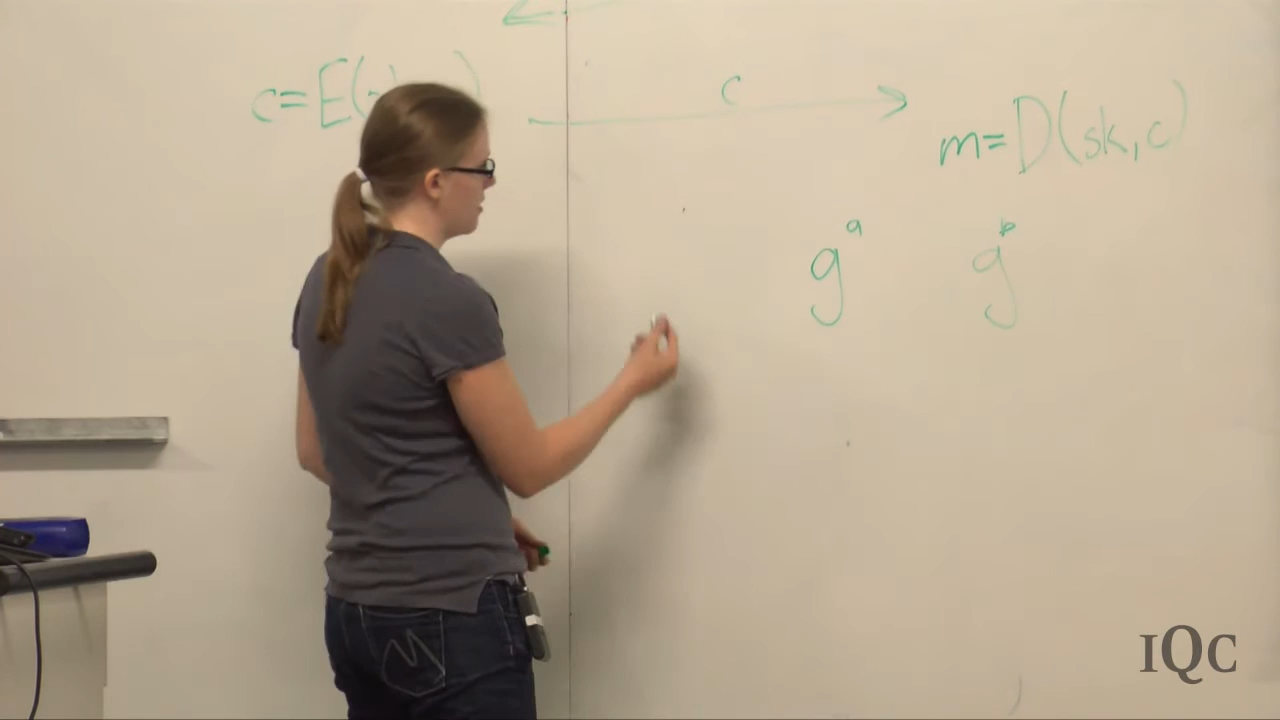 c=E(
c
m=D(sk,c)
g^a g^b
IQC